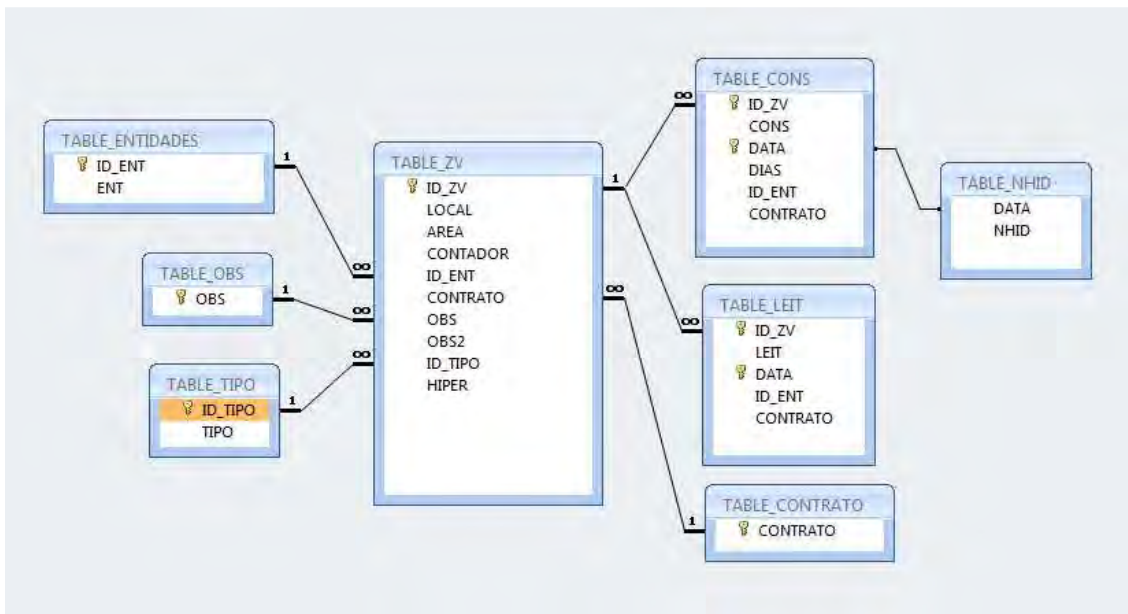 TABLE_ENTIDADES
ID_ENT
ENT
1
∞
TABLE_OBS
OBS
1
∞
TABLE_TIPO
ID_TIPO
TIPO
1
∞
TABLE_ZV
ID_ZV
LOCAL
AREA
CONTADOR
ID_ENT
CONTRATO
OBS
OBS2
ID_TIPO
HIPER
1
∞
TABLE_CONS
ID_ZV
CONS
DATA
DIAS
ID_ENT
CONTRATO
∞
TABLE_LEIT
ID_ZV
LEIT
DATA
ID_ENT
CONTRATO
∞
TABLE_CONTRATO
CONTRATO
1
TABLE_NHID
DATA
NHID